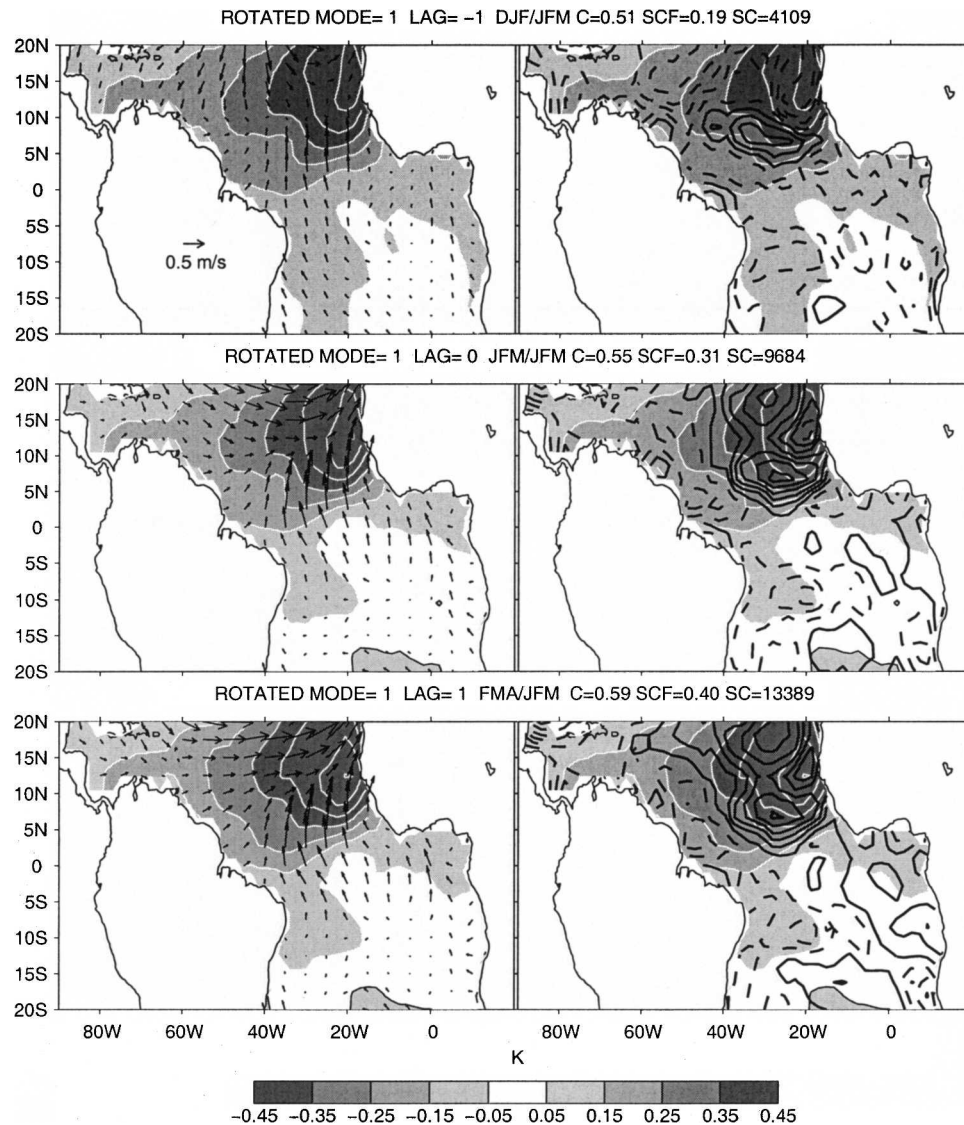 ROTATED MODE= 1 LAG= −1 DJF/JFM C=0.51 SCF=0.19 SC=4109
20N
15N
10N
5N
0
5S
10S
15S
20S
0.5 m/s
ROTATED MODE= 1 LAG= 0 JFM/JFM C=0.55 SCF=0.31 SC=9684
20N
15N
10N
5N
0
5S
10S
15S
20S
ROTATED MODE= 1 LAG= 1 FMA/JFM C=0.59 SCF=0.40 SC=13389
20N
15N
10N
5N
0
5S
10S
15S
20S
80W 60W 40W 20W 0 80W 60W 40W 20W 0
K
−0.45 −0.35 −0.25 −0.15 −0.05 0.05 0.15 0.25 0.35 0.45